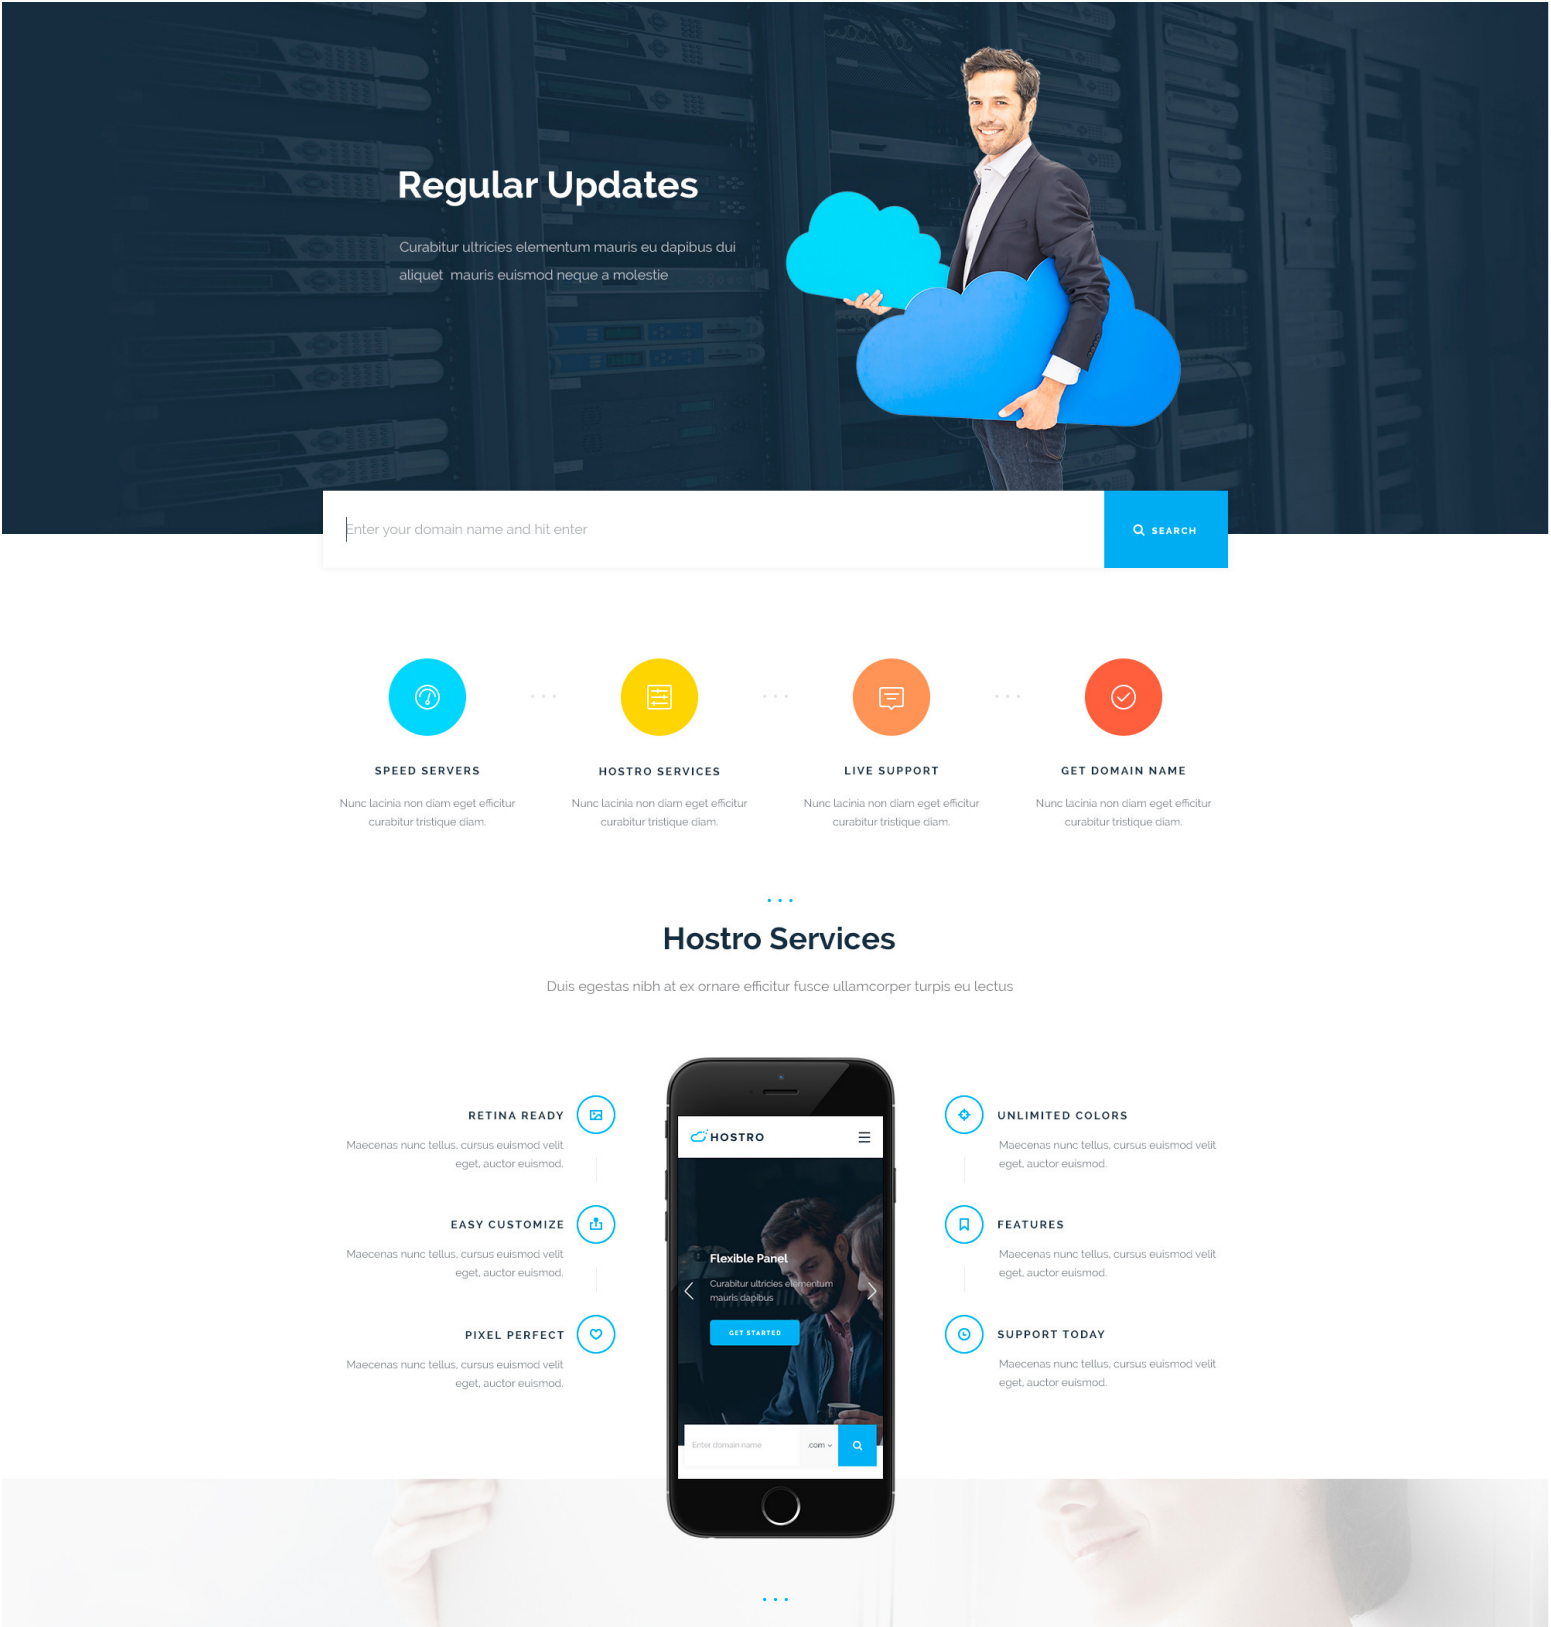 Regular Updates
Curabitur ultricies elementum mauris eu dapibus dui
aliquet mauris euismod neque a molestie
Enter your domain name and hit enter
SEARCH
SPEED SERVERS
Nunc lacinia non diam eget efficitur
curabitur tristique diam.
HOSTRO SERVICES
Nunc lacinia non diam eget efficitur
curabitur tristique diam.
LIVE SUPPORT
Nunc lacinia non diam eget efficitur
curabitur tristique diam.
GET DOMAIN NAME
Nunc lacinia non diam eget efficitur
curabitur tristique diam.
Hostro Services
Duis egestas nibh at ex ornare efficitur fusce ullamcorper turpis eu lectus
RETINA READY
Maecenas nunc tellus, cursus euismod velit
eget, auctor euismod.
EASY CUSTOMIZE
Maecenas nunc tellus, cursus euismod velit
eget, auctor euismod.
PIXEL PERFECT
Maecenas nunc tellus, cursus euismod velit
eget, auctor euismod.
HOSTRO
Flexible Panel
Curabitur ultricies elementum
mauris dapibus
GET STARTED
Enter domain name
.com
UNLIMITED COLORS
Maecenas nunc tellus, cursus euismod velit
eget, auctor euismod.
FEATURES
Maecenas nunc tellus, cursus euismod velit
eget, auctor euismod.
SUPPORT TODAY
Maecenas nunc tellus, cursus euismod velit
eget, auctor euismod.